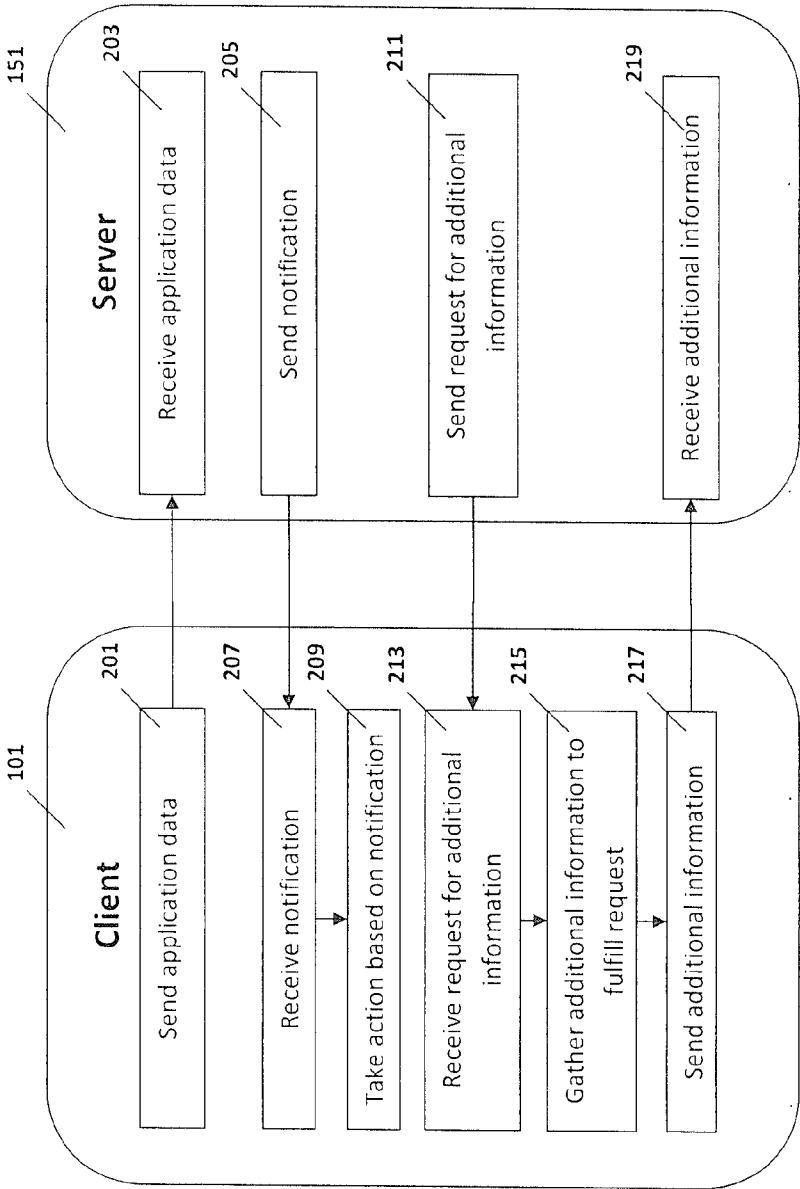 101
Client
201
Send application data
207
Receive notification
209
Take action based on notification
213
Receive request for additional
information
215
Gather additional information to
fulfill request
217
Send additional information
151
Server
203
Receive application data
205
Send notification
211
Send request for additional
information
219
Receive additional information